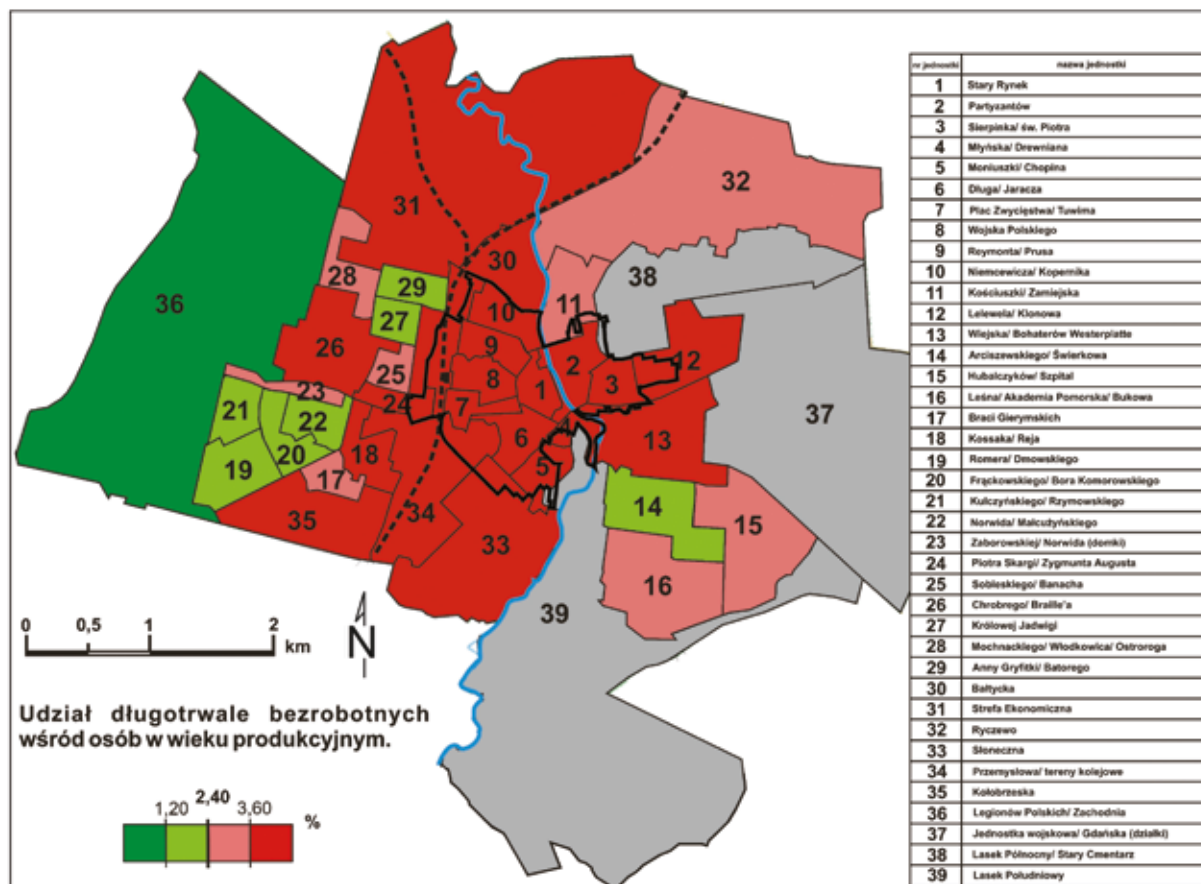 36
31
32
30
38
28
29
11
10
27
26
9
2
12
25
8
3
1
23
24
7
37
21
22
6
4
13
20
18
5
19
17
14
34
15
35
33
16
39
0 0,5 1 2
km
N
Udział długotrwale bezrobotnych
wśród osób w wieku produkcyjnym.
1,20 2,40 3,60
%
nr jednostki nazwa jednostki
1 Stary Rynek
2 Partyzantów
3 Sierpinka/ św. Piotra
4 Młyńska/ Drewniana
5 Moniuszki/ Chopina
6 Długa/ Jaracza
7 Plac Zwycięstwa/ Tuwima
8 Wojska Polskiego
9 Reymonta/ Prusa
10 Niemcewicza/ Kopernika
11 Kościuszki/ Zamiejska
12 Lelewela/ Klonowa
13 Wiejska/ Bohaterów Westerplatte
14 Arciszewskiego/ Świerkowa
15 Hubalczyków/ Szpital
16 Leśna/ Akademia Pomorska/ Bukowa
17 Braci Gierymskich
18 Kossaka/ Reja
19 Romera/ Dmowskiego
20 Frąckowskiego/ Bora Komorowskiego
21 Kulczyńskiego/ Rzymowskiego
22 Norwida/ Małcużyńskiego
23 Zaborowskiej/ Norwida (domki)
24 Piotra Skargi/ Zygmunta Augusta
25 Sobieskiego/ Banacha
26 Chrobrego/ Braille'a
27 Królowej Jadwigi
28 Mochnackiego/ Włodkowica/ Ostroroga
29 Anny Gryfitki/ Batorego
30 Bałtycka
31 Strefa Ekonomiczna
32 Ryczewo
33 Słoneczna
34 Przemysłowa/ tereny kolejowe
35 Kołobrzeska
36 Legionów Polskich/ Zachodnia
37 Jednostka wojskowa/ Gdańska (działki)
38 Lasek Północny/ Stary Cmentarz
39 Lasek Południowy